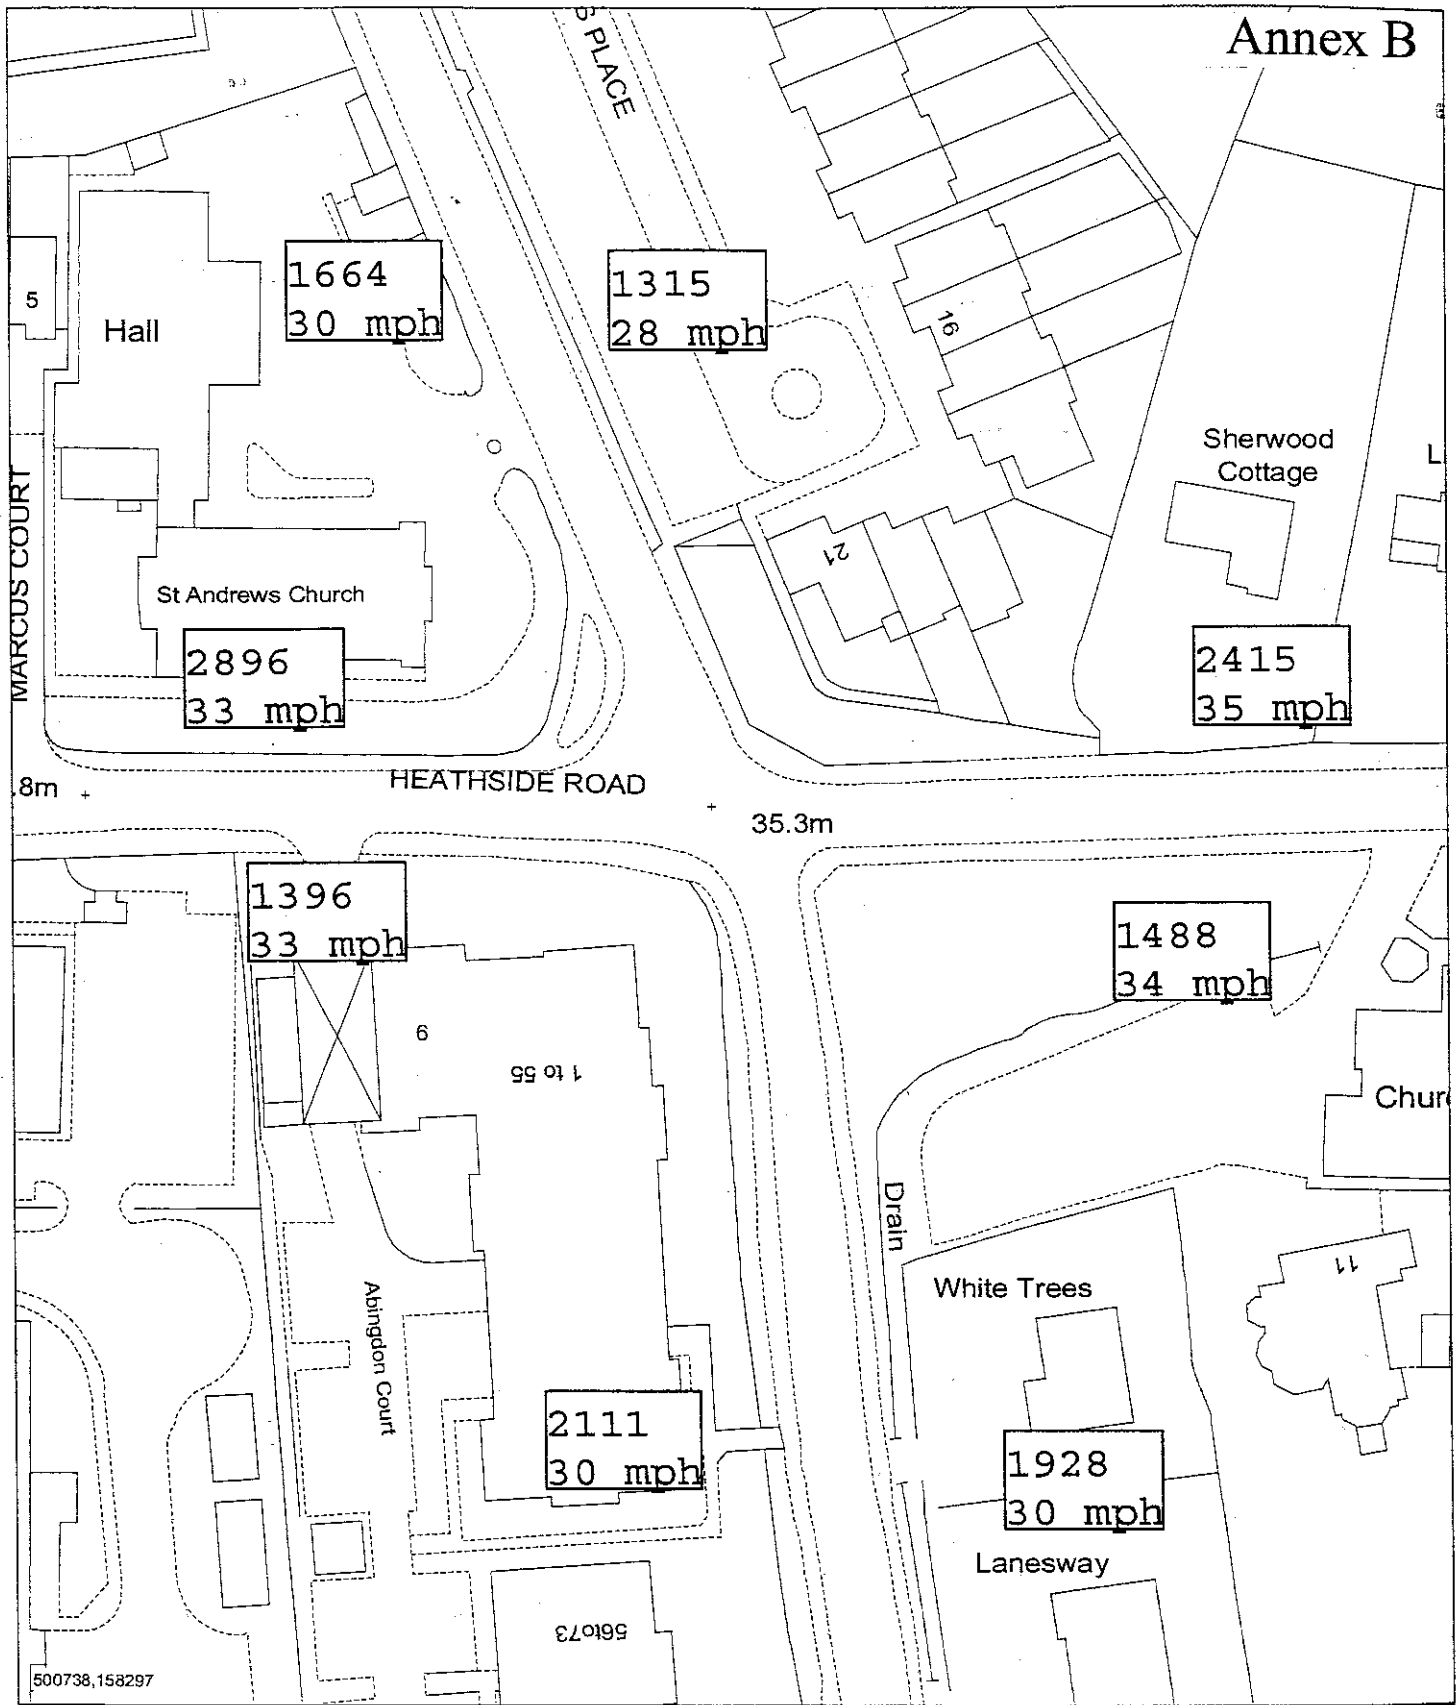 Annex B
PLACE
1664
30 mph
1315
28 mph
5
Hall
16
Sherwood
Cottage
L
MARCUS COURT
21
St Andrews Church
2896
33 mph
2415
35 mph
HEATHSIDE ROAD
.8m
35.3m
1396
33 mph
1488
34 mph
9
1 to 55
Chur
Drain
11
White Trees
Abingdon Court
2111
30 mph
1928
30 mph
Lanesway
56to73
500738,158297